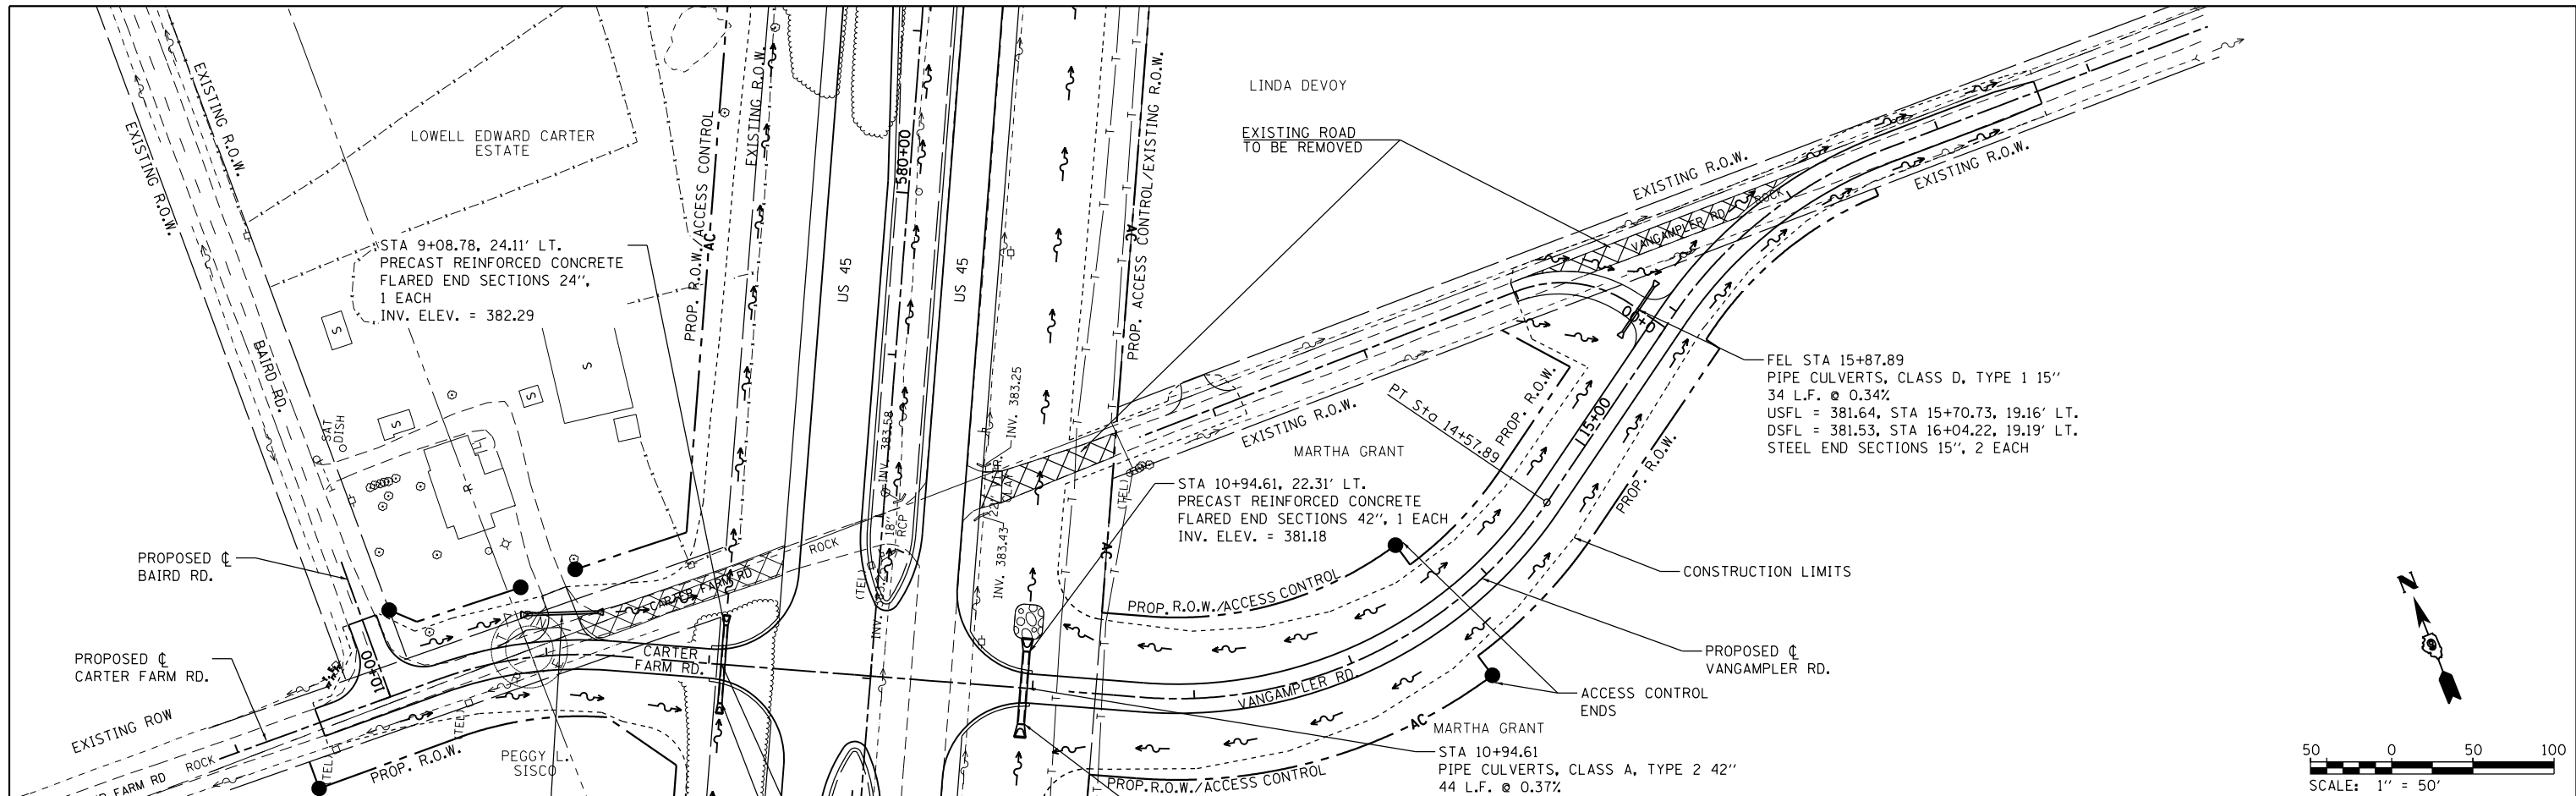 EXISTING R.O.W.
EXISTING R.O.W.
LOWELL EDWARD CARTER
ESTATE
STA 9+08.78, 24.11' LT.
PRECAST REINFORCED CONCRETE
FLARED END SECTIONS 24",
1 EACH
INV. ELEV. = 382.29
PROP. R.O.W./ACCESS CONTROL
AC
EXISTING R.O.W.
US 45
580+00
US 45
PROP. ACCESS CONTROL/EXISTING R.O.W.
AC
AC
LINDA DEVOY
EXISTING ROAD
TO BE REMOVED
EXISTING R.O.W.
EXISTING R.O.W.
VANGAMPLER RD
ROCK
BAIRD RD.
S
S
S
S
SAT
DISH
R
INV. 383.58
18"
RCP
INV. 383.25
INV. 383.43
(TEL)
(TEL)
EXISTING R.O.W.
MARTHA GRANT
PT Sta 14+57.89
PROP. R.O.W.
15+00
0+00
PROP. R.O.W.
FEL STA 15+87.89
PIPE CULVERTS, CLASS D, TYPE 1 15"
34 L.F. @ 0.34%
USFL = 381.64, STA 15+70.73, 19.16' LT.
DSFL = 381.53, STA 16+04.22, 19.19' LT.
STEEL END SECTIONS 15", 2 EACH
STA 10+94.61, 22.31' LT.
PRECAST REINFORCED CONCRETE
FLARED END SECTIONS 42", 1 EACH
INV. ELEV. = 381.18
PROPOSED ℄
BAIRD RD.
ROCK
CARTER FARM RD
PROP. R.O.W./ACCESS CONTROL
CONSTRUCTION LIMITS
PROPOSED ℄
CARTER FARM RD.
10+00
CARTER
FARM RD.
VANGAMPLER RD.
PROPOSED ℄
VANGAMPLER RD.
ACCESS CONTROL
ENDS
EXISTING ROW
ROCK
FARM RD
PROP. R.O.W.
PEGGY L.
SISCO
AC
MARTHA GRANT
STA 10+94.61
PIPE CULVERTS, CLASS A, TYPE 2 42"
44 L.F. @ 0.37%
PROP.R.O.W./ACCESS CONTROL
N
50 0 50 100
SCALE: 1" = 50'